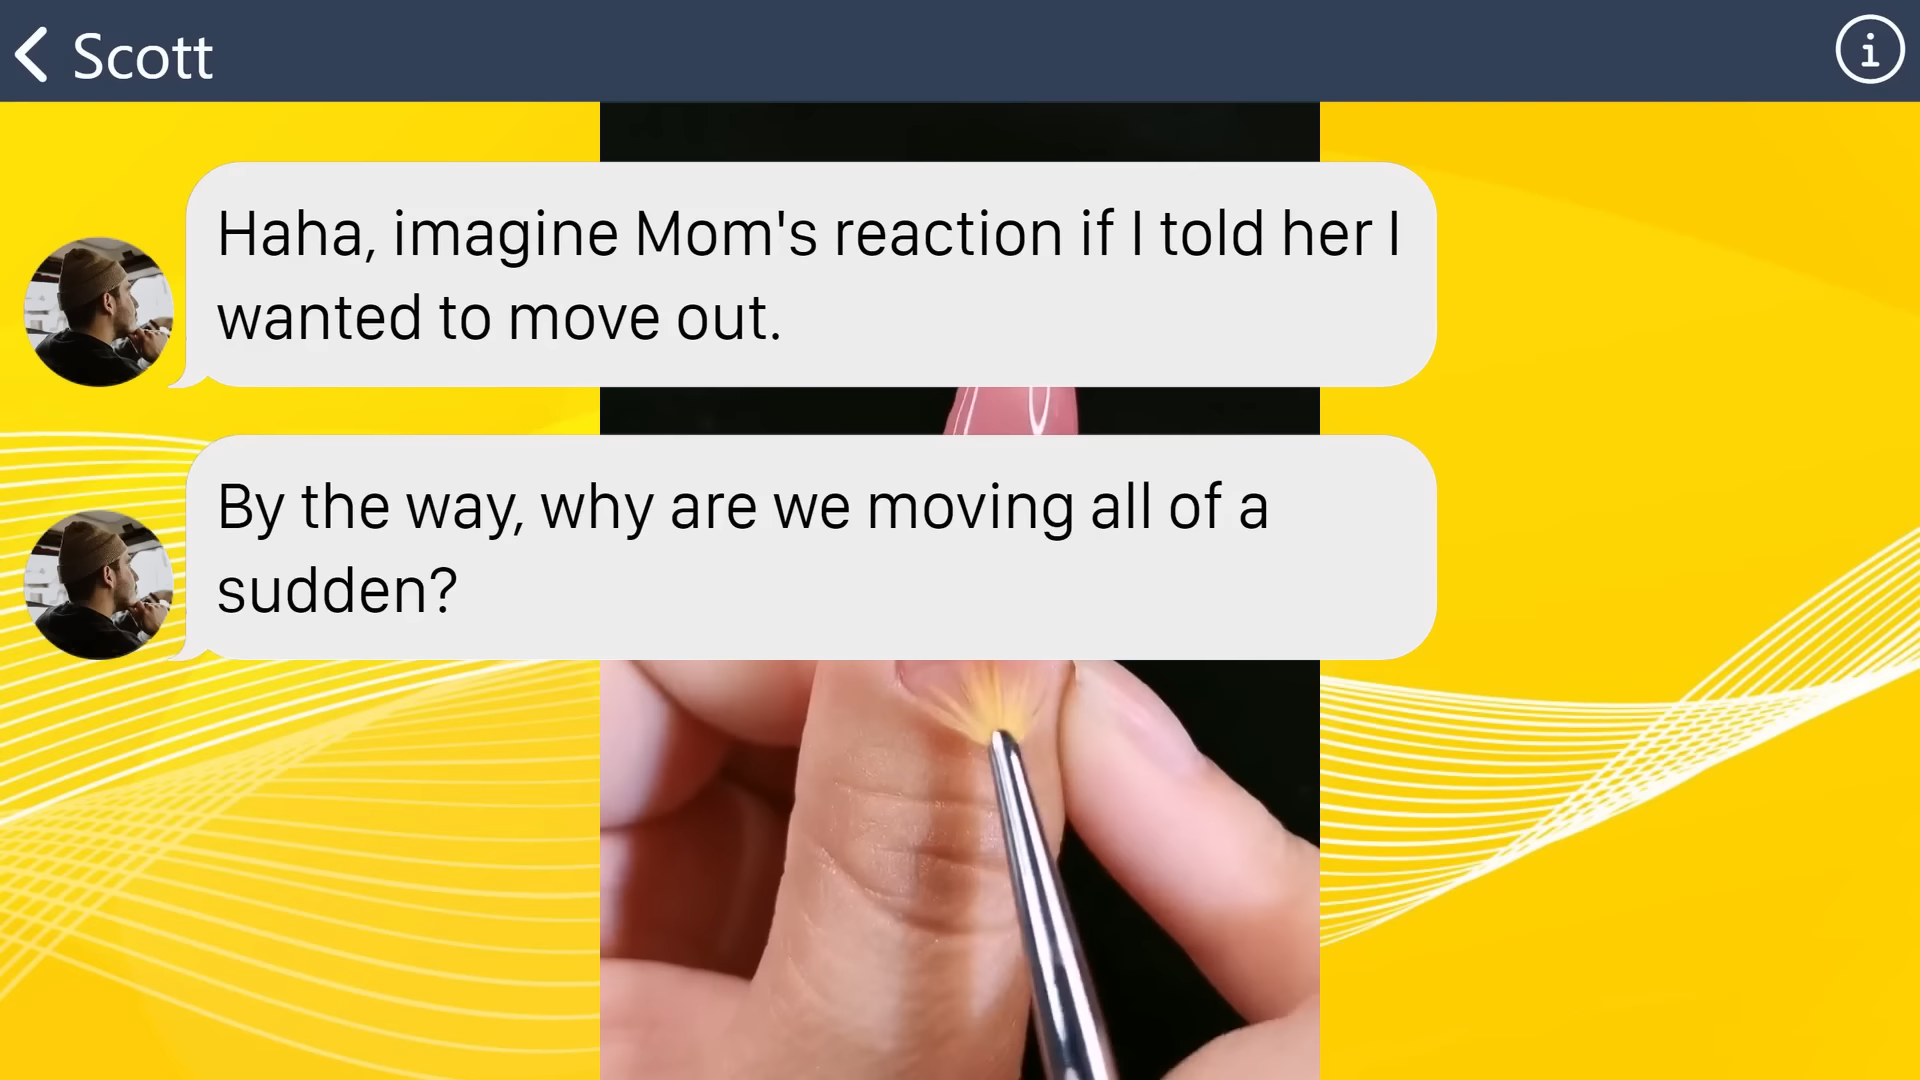 Scott
Haha, imagine Mom's reaction if I told her I
wanted to move out.
By the way, why are we moving all of a
sudden?